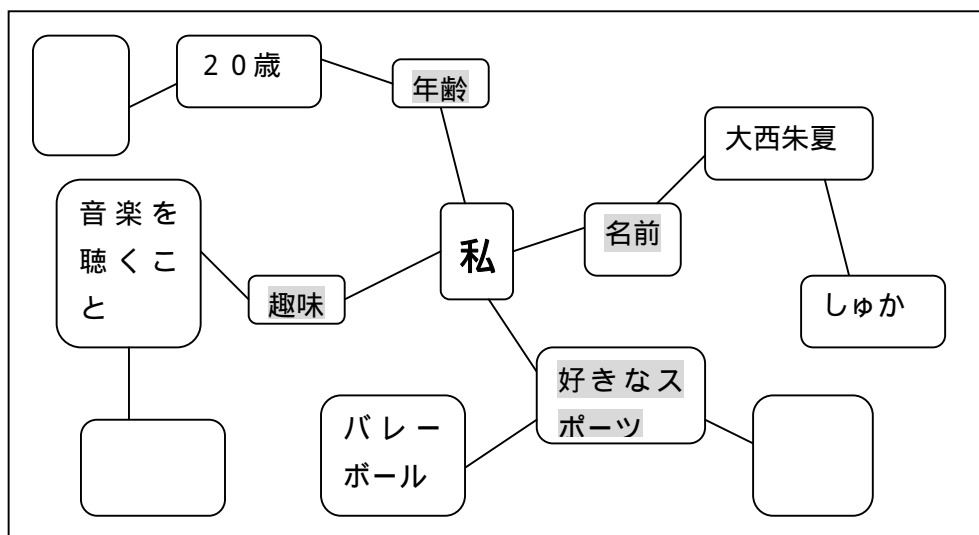 ２０歳
年齢
大西朱夏
音楽を
聴くこ
と
名前
私
趣味
しゅか
好きなス
ポーツ
バレー
ボール